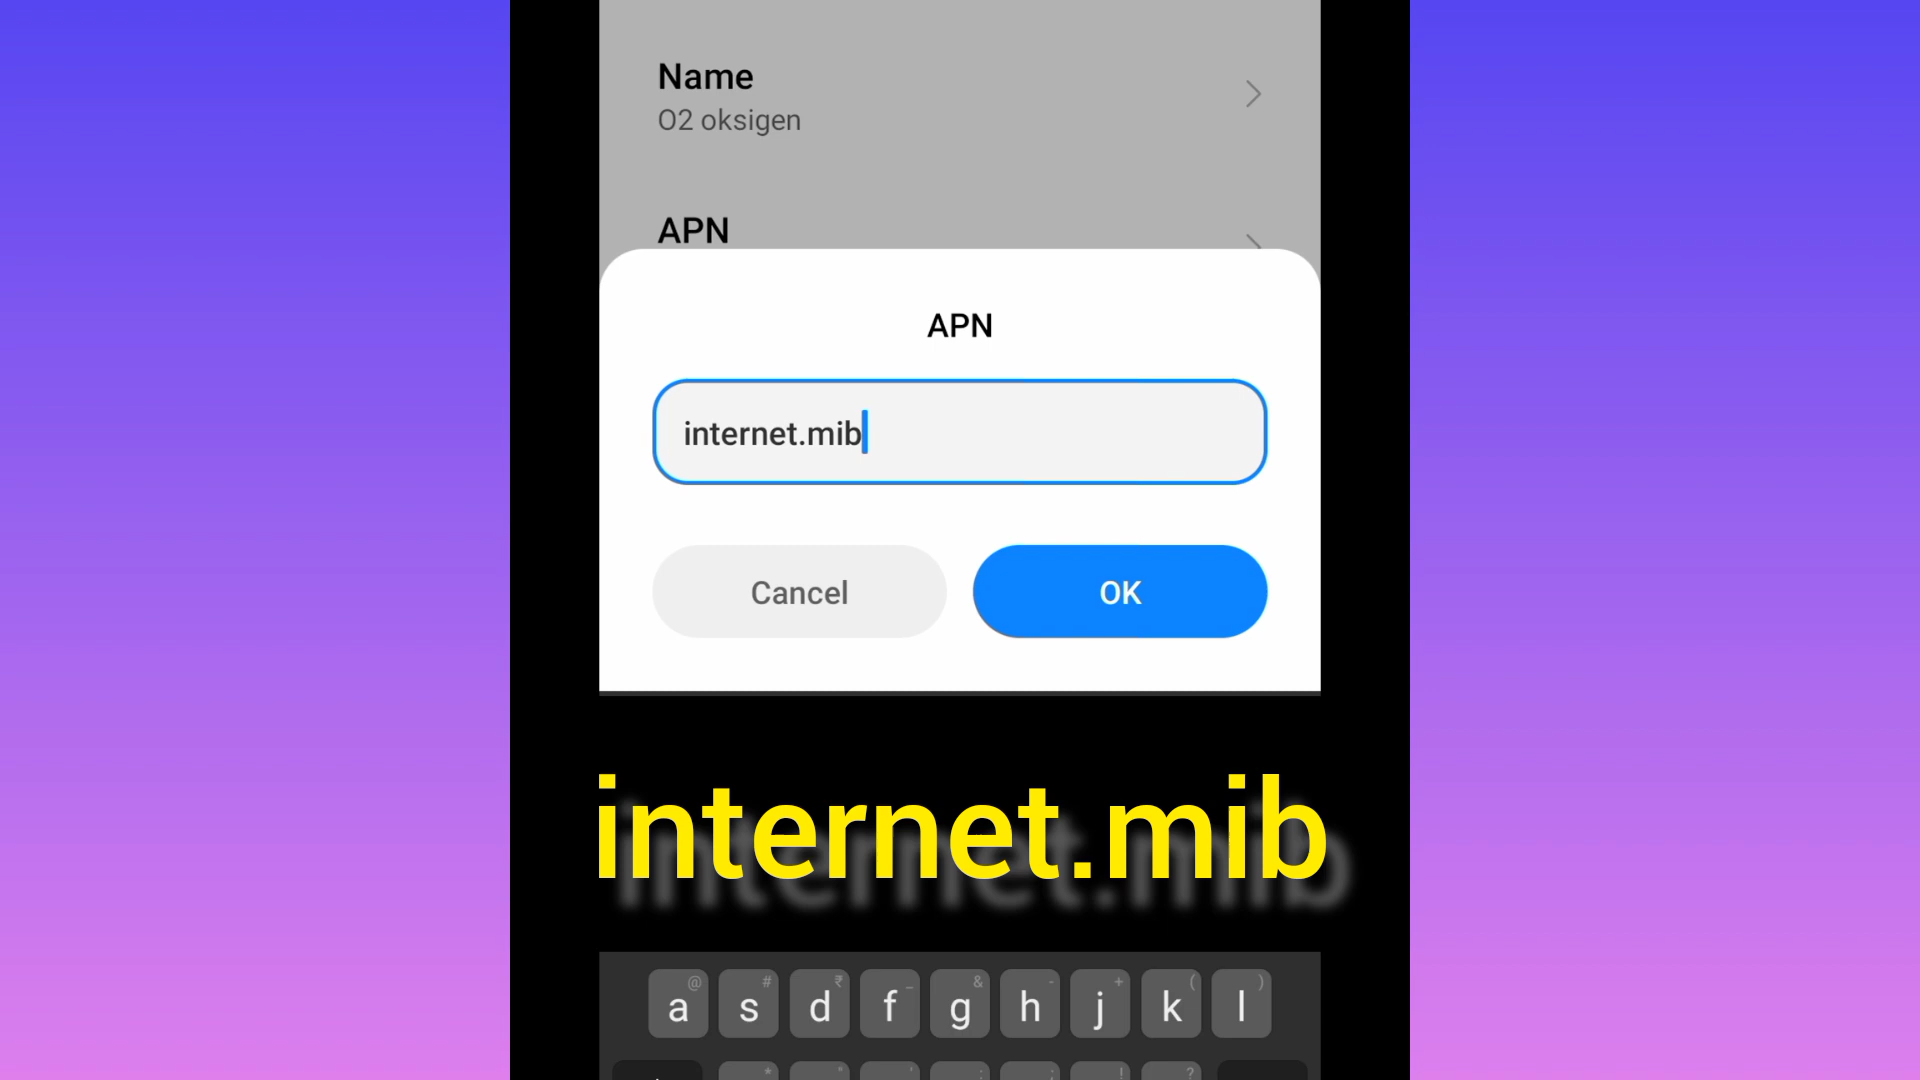 Name
O2 oksigen
APN
APN
internet.mib
Cancel
OK
internet.mib
@ # ₹ _ & - + ( )
a s d f g h j k l
* " ' : ; ! ?